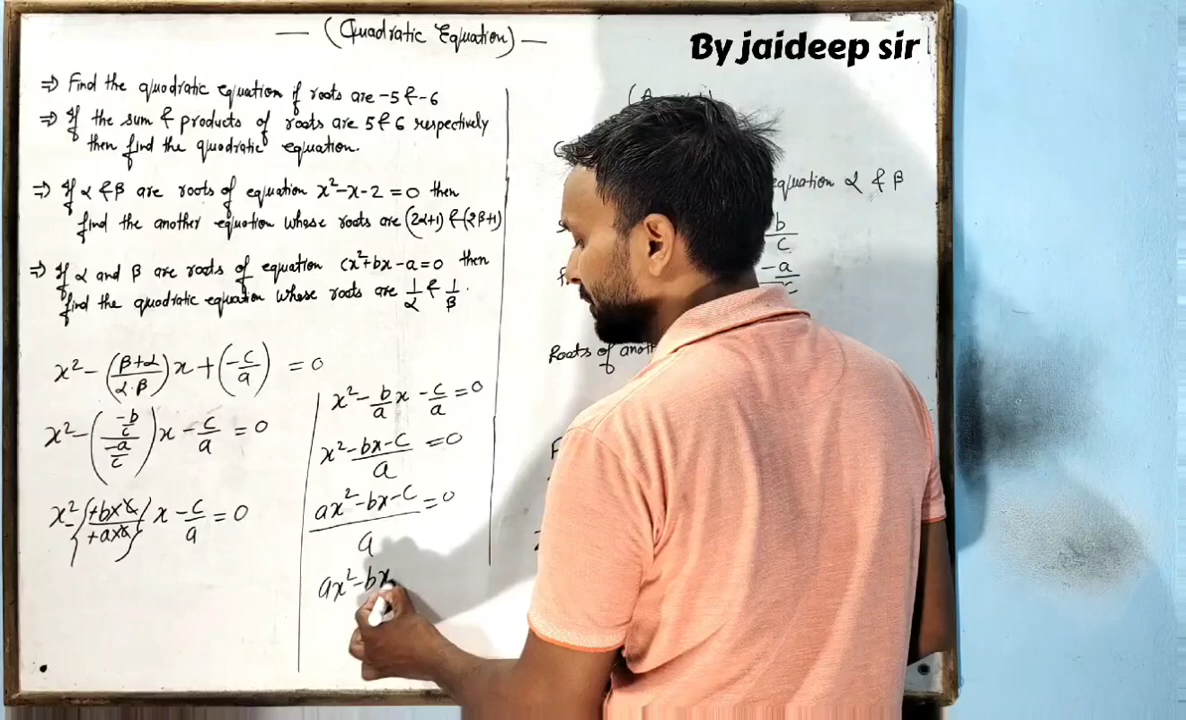 — (Quadratic Equation) —
By jaideep sir
⇒ Find the quadratic equation if roots are -5 & -6
⇒ If the sum & products of roots are 5 & 6 respectively
then find the quadratic equation.
⇒ If α & β are roots of equation x²-x-2=0 then
find the another equation whose roots are (2α+1) & (2β+1)
⇒ If α and β are roots of equation cx²+bx-a=0 then
find the quadratic equation whose roots are 1/α & 1/β.
x² - ((β+α)/(α·β))x + (-c/a) = 0
x² - ((-b/c)/(-a/c))x - c/a = 0
x² - {(+b×c)/(+a×c)}x - c/a = 0
x² - b/a x - c/a = 0
x² - (bx-c)/a = 0
(ax²-bx-c)/a = 0
ax²-bx
equation α & β
b/c
-a/c
Roots of